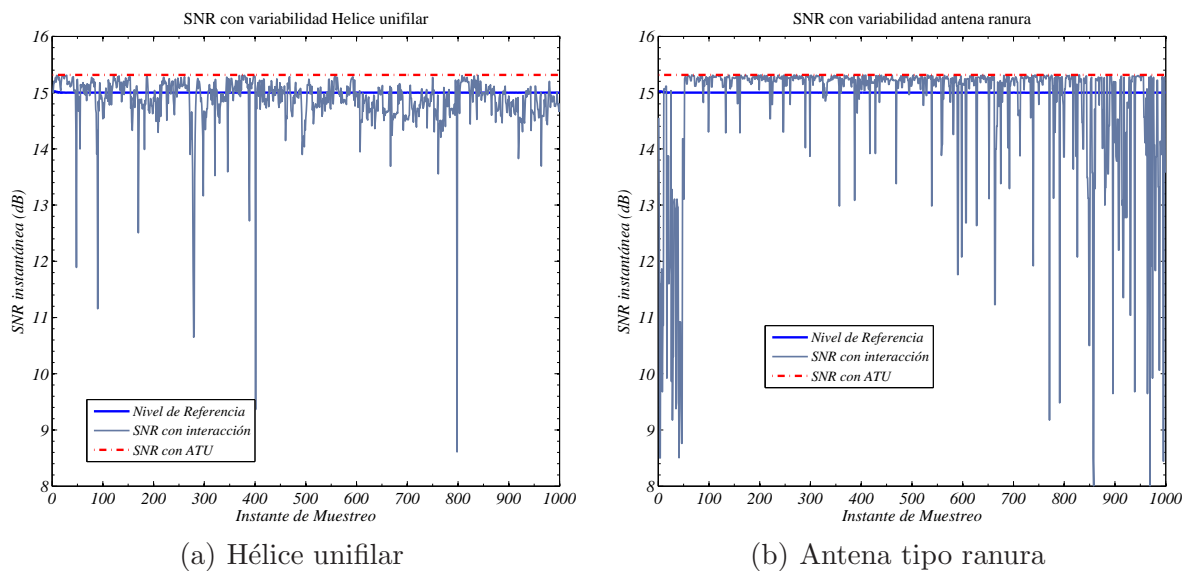 SNR con variabilidad Helice unifilar
16
15
14
13
12
11
10
9
8
SNR instantánea (dB)
Nivel de Referencia
SNR con interacción
SNR con ATU
0 100 200 300 400 500 600 700 800 900 1000
Instante de Muestreo
(a) Hélice unifilar
SNR con variabilidad antena ranura
16
15
14
13
12
11
10
9
8
SNR instantánea (dB)
Nivel de Referencia
SNR con interacción
SNR con ATU
0 100 200 300 400 500 600 700 800 900 1000
Instante de Muestreo
(b) Antena tipo ranura